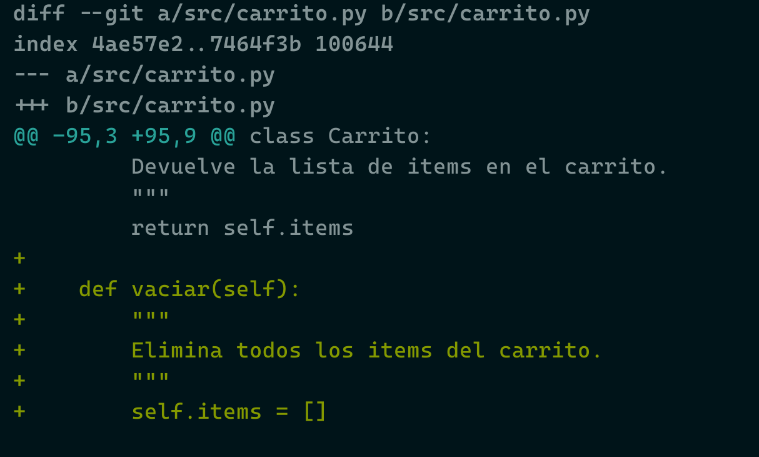 diff --git a/src/carrito.py b/src/carrito.py
index 4ae57e2..7464f3b 100644
--- a/src/carrito.py
+++ b/src/carrito.py
@@ -95,3 +95,9 @@ class Carrito:
         Devuelve la lista de items en el carrito.
         """
         return self.items
+
+    def vaciar(self):
+        """
+        Elimina todos los items del carrito.
+        """
+        self.items = []